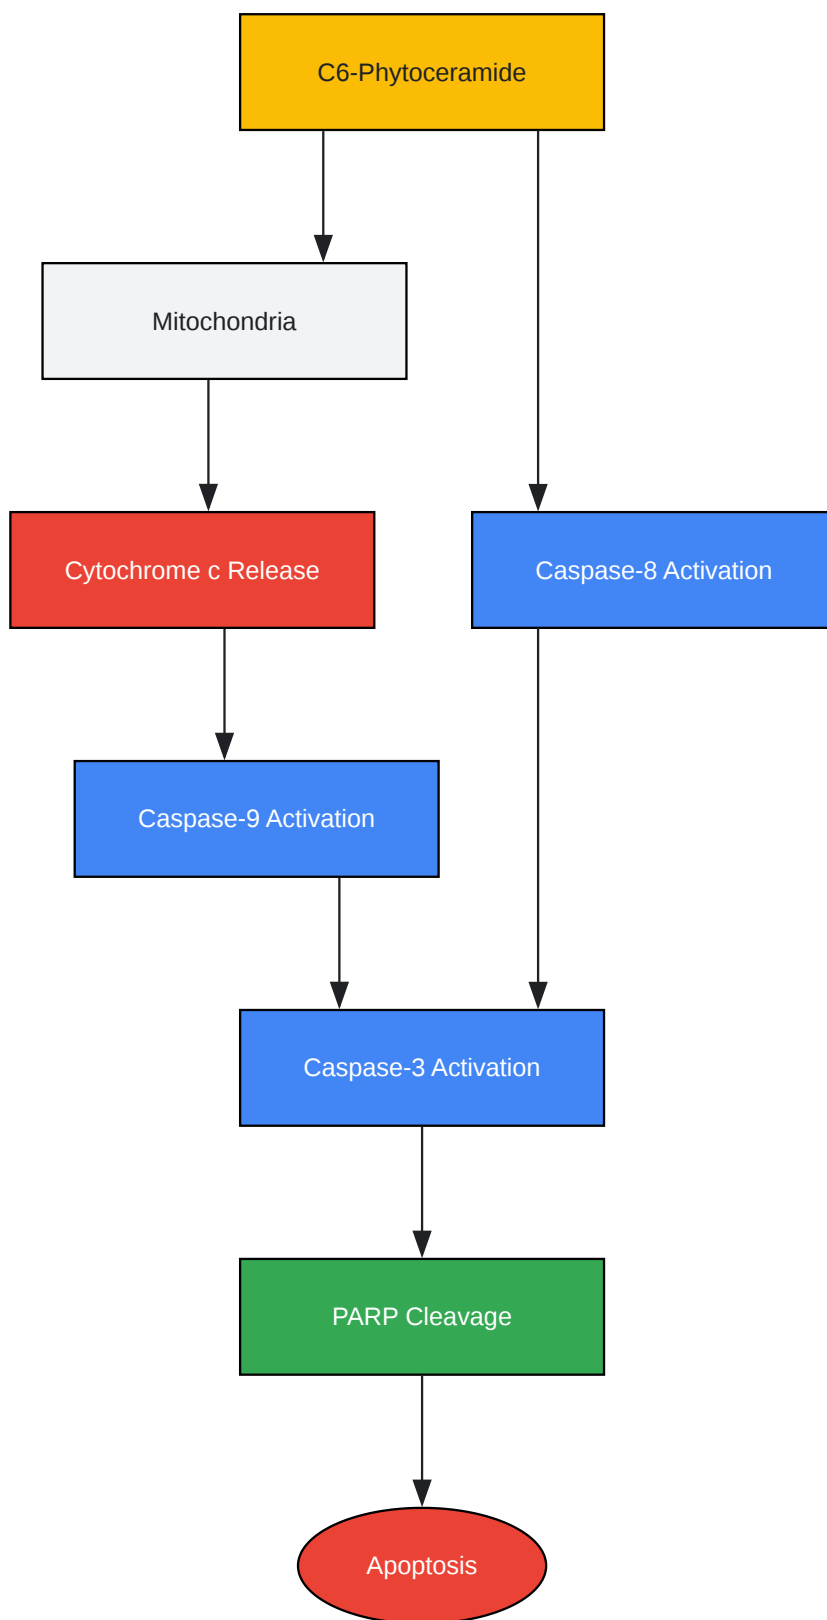 C6-Phytoceramide
Mitochondria
Cytochrome c Release
Caspase-8 Activation
Caspase-9 Activation
Caspase-3 Activation
PARP Cleavage
Apoptosis